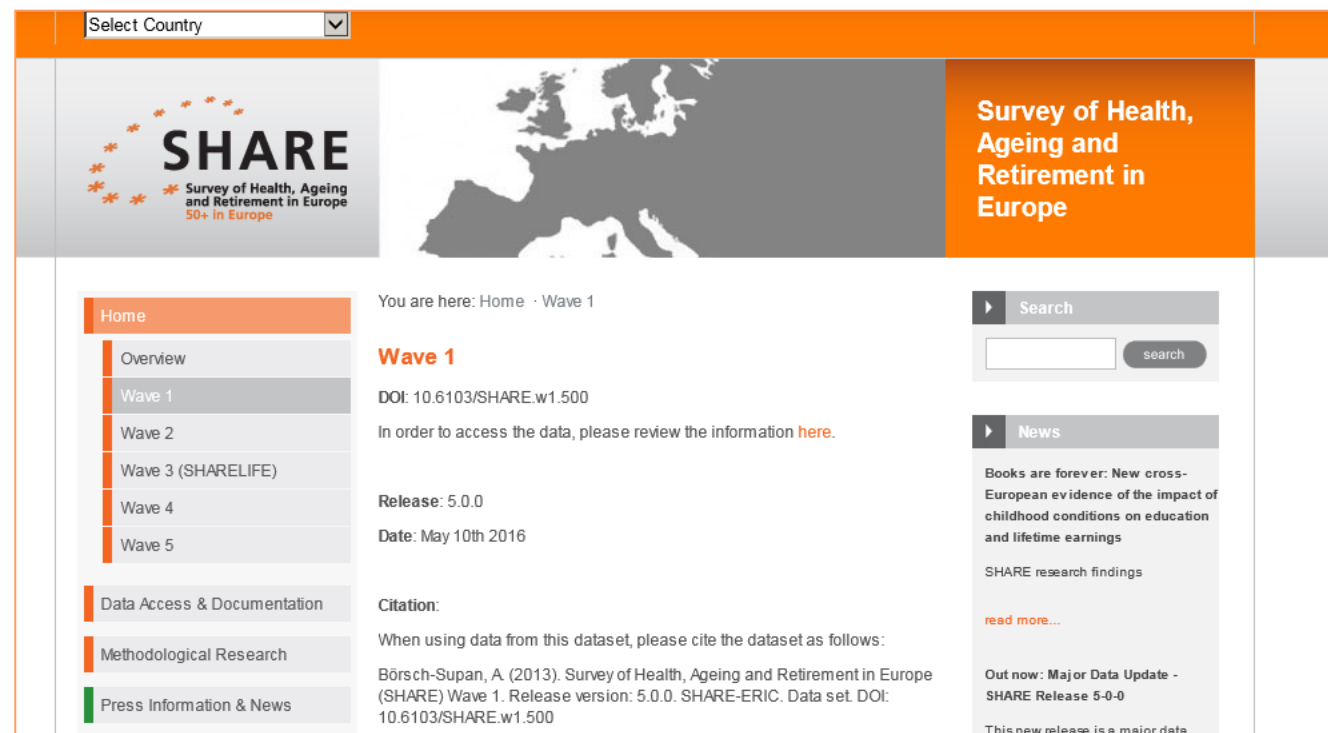 Select Country
SHARE
Survey of Health, Ageing
and Retirement in Europe
50+ in Europe
Survey of Health,
Ageing and
Retirement in
Europe
Home
Overview
Wave 1
Wave 2
Wave 3 (SHARELIFE)
Wave 4
Wave 5
Data Access & Documentation
Methodological Research
Press Information & News
You are here: Home · Wave 1
Wave 1
DOI: 10.6103/SHARE.w1.500
In order to access the data, please review the information here.
Release: 5.0.0
Date: May 10th 2016
Citation:
When using data from this dataset, please cite the dataset as follows:
Börsch-Supan, A. (2013). Survey of Health, Ageing and Retirement in Europe
(SHARE) Wave 1. Release version: 5.0.0. SHARE-ERIC. Data set. DOI:
10.6103/SHARE.w1.500
Search
search
News
Books are forever: New cross-
European evidence of the impact of
childhood conditions on education
and lifetime earnings
SHARE research findings
read more...
Out now: Major Data Update -
SHARE Release 5-0-0
This new release is a major data